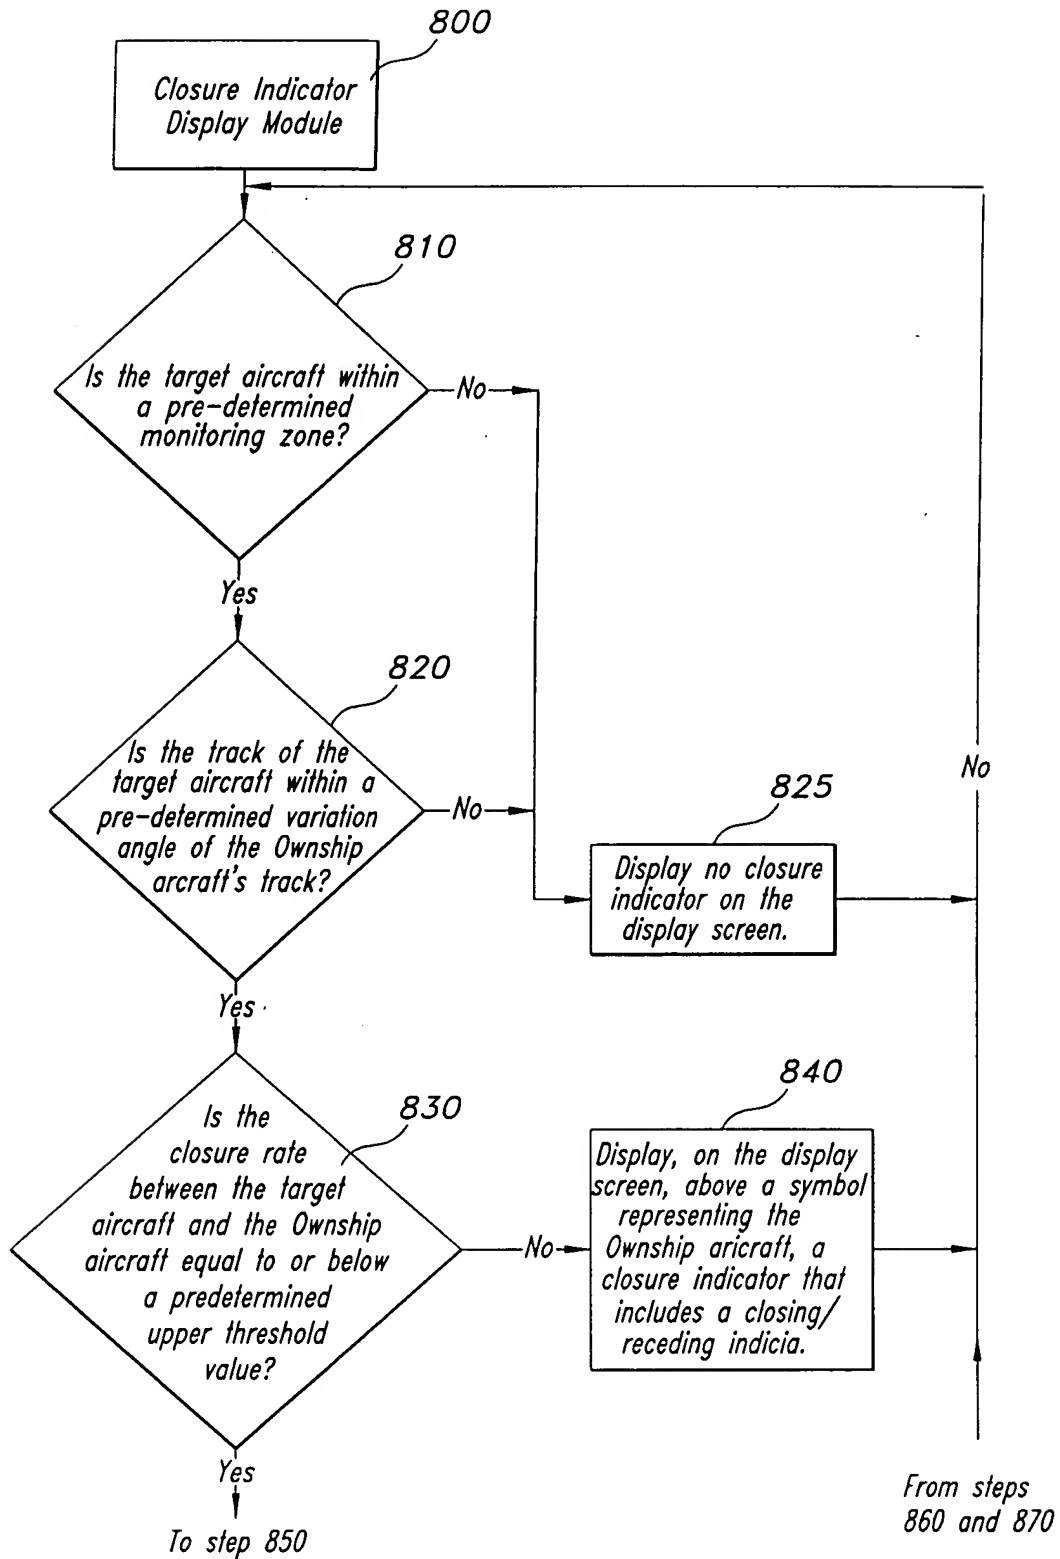 800
Closure Indicator
Display Module
810
Is the target aircraft within
a pre-determined
monitoring zone?
No
Yes
820
Is the track of the
target aircraft within a
pre-determined variation
angle of the Ownship
arcraft's track?
No
No
825
Display no closure
indicator on the
display screen.
Yes
830
Is the
closure rate
between the target
aircraft and the Ownship
aircraft equal to or below
a predetermined
upper threshold
value?
No
840
Display, on the display
screen, above a symbol
representing the
Ownship aricraft, a
closure indicator that
includes a closing/
receding indicia.
Yes
To step 850
From steps
860 and 870